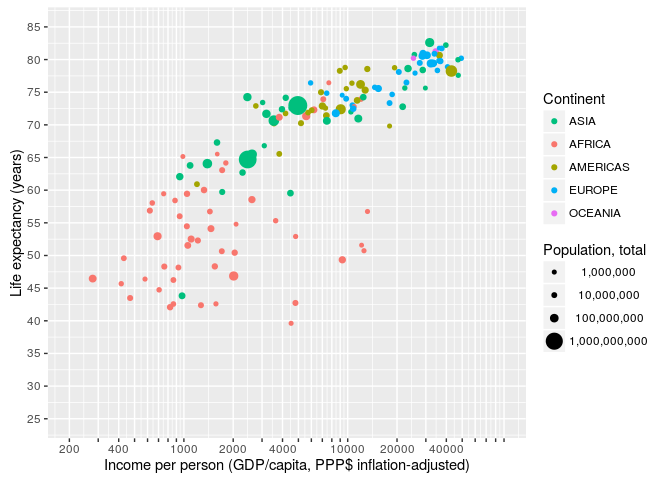 85
80
75
70
65
60
55
50
45
40
35
30
25
Life expectancy (years)
200 400 1000 2000 4000 10000 20000 40000
Income per person (GDP/capita, PPP$ inflation-adjusted)
Continent
ASIA
AFRICA
AMERICAS
EUROPE
OCEANIA
Population, total
1,000,000
10,000,000
100,000,000
1,000,000,000